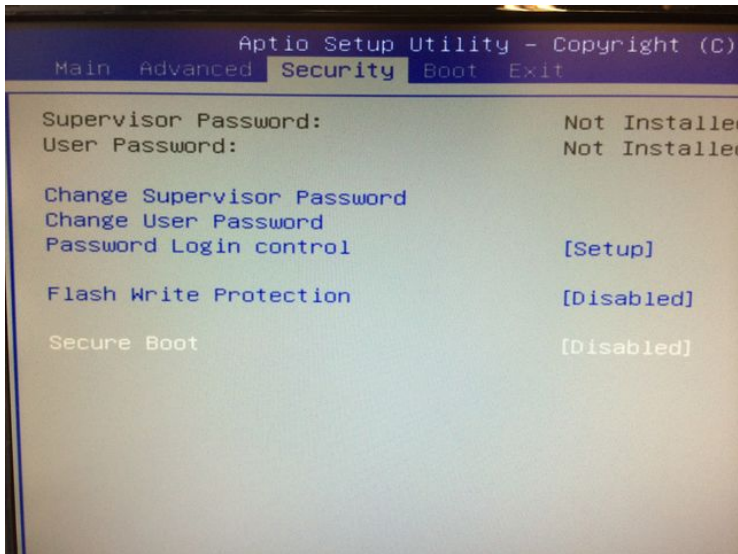 Aptio Setup Utility – Copyright (C)
Main Advanced Security Boot Exit
Supervisor Password: Not Installe
User Password: Not Installe
Change Supervisor Password
Change User Password
Password Login control [Setup]
Flash Write Protection [Disabled]
Secure Boot [Disabled]